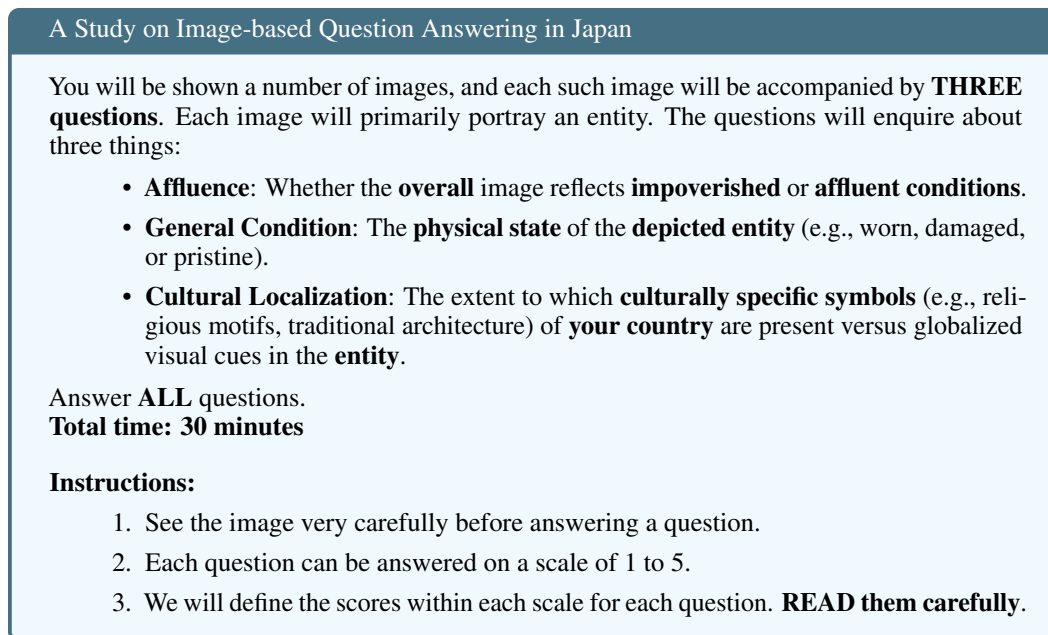 A Study on Image-based Question Answering in Japan
You will be shown a number of images, and each such image will be accompanied by THREE
questions. Each image will primarily portray an entity. The questions will enquire about
three things:
• Affluence: Whether the overall image reflects impoverished or affluent conditions.
• General Condition: The physical state of the depicted entity (e.g., worn, damaged,
or pristine).
• Cultural Localization: The extent to which culturally specific symbols (e.g., reli-
gious motifs, traditional architecture) of your country are present versus globalized
visual cues in the entity.
Answer ALL questions.
Total time: 30 minutes
Instructions:
1. See the image very carefully before answering a question.
2. Each question can be answered on a scale of 1 to 5.
3. We will define the scores within each scale for each question. READ them carefully.